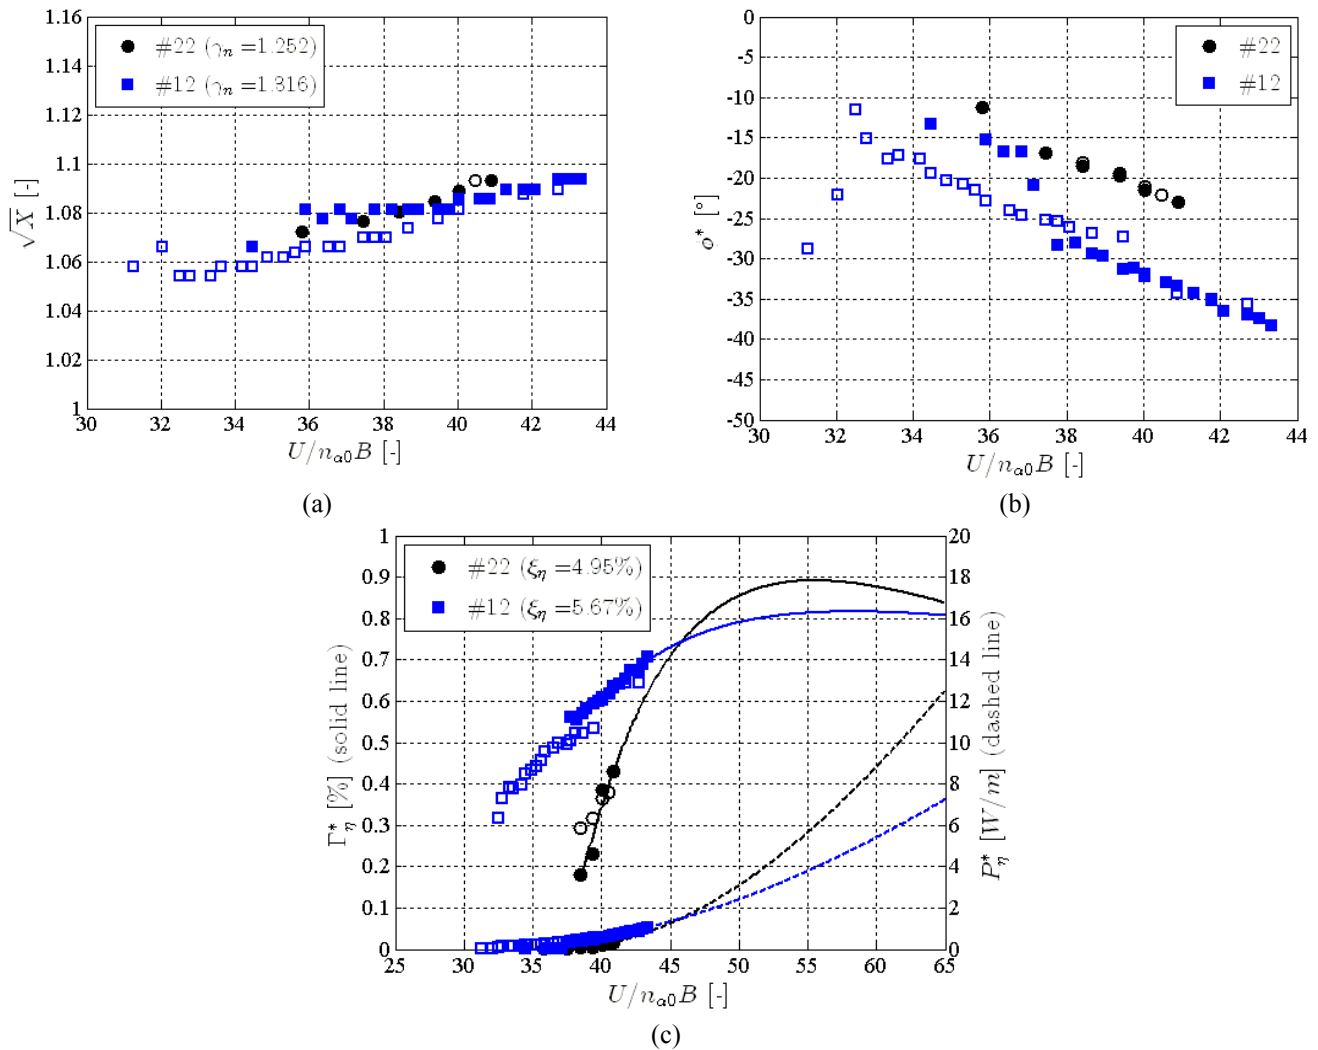 1.16
1.14
1.12
1.1
1.08
1.06
1.04
1.02
1
√X [-]
#22 (γn =1.252)
#12 (γn =1.316)
30 32 34 36 38 40 42 44
U/nα0B [-]
(a)
0
-5
-10
-15
-20
-25
-30
-35
-40
-45
-50
ϕ* [°]
#22
#12
30 32 34 36 38 40 42 44
U/nα0B [-]
(b)
1
0.9
0.8
0.7
0.6
0.5
0.4
0.3
0.2
0.1
0
Γ*η [%] (solid line)
#22 (ξη =4.95%)
#12 (ξη =5.67%)
20
18
16
14
12
10
8
6
4
2
0
P*η [W/m] (dashed line)
25 30 35 40 45 50 55 60 65
U/nα0B [-]
(c)